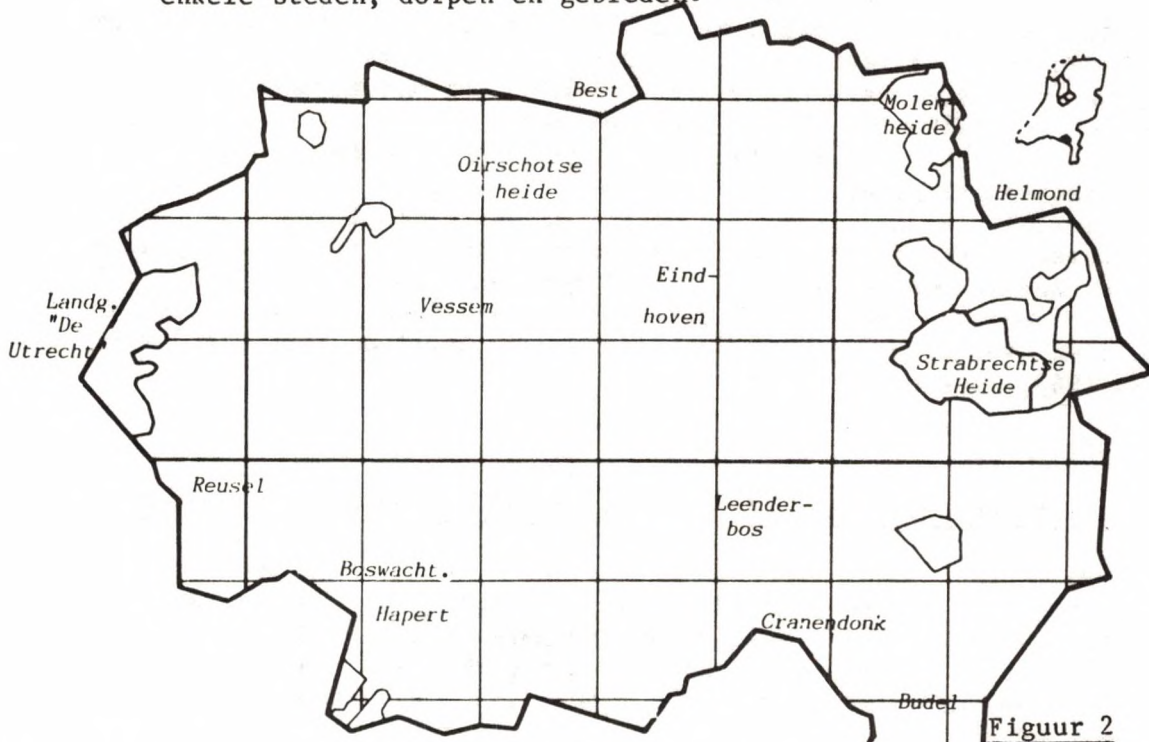 enkele steden, dorpen en gebieden.
Best
Molen-
heide
Oirschotse
heide
Helmond
Eind-
hoven
Landg.
"De
Utrecht"
Vessem
Strabrechtse
Heide
Reusel
Leender-
bos
Boswacht.
Hapert
Cranendonk
Budel
Figuur 2